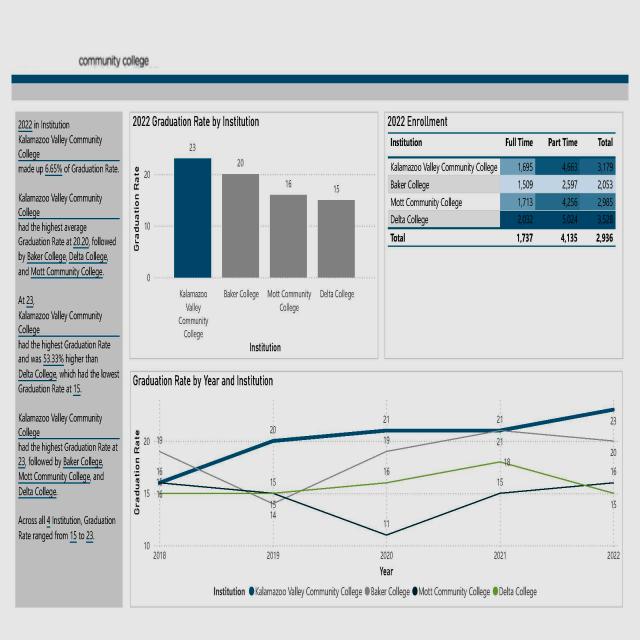 community college
2022 in Institution
Kalamazoo Valley Community
College
made up 6.65% of Graduation Rate.
Kalamazoo Valley Community
College
had the highest average
Graduation Rate at 20.20, followed
by Baker College, Delta College,
and Mott Community College.
At 23,
Kalamazoo Valley Community
College
had the highest Graduation Rate
and was 53.33% higher than
Delta College, which had the lowest
Graduation Rate at 15.
Kalamazoo Valley Community
College
had the highest Graduation Rate at
23, followed by Baker College,
Mott Community College, and
Delta College.
Across all 4 Institution, Graduation
Rate ranged from 15 to 23.
2022 Graduation Rate by Institution
Graduation Rate
20
10
0
23
20
16
15
Kalamazoo
Valley
Community
College
Baker College
Mott Community
College
Delta College
Institution
2022 Enrollment
Institution Full Time Part Time Total
Kalamazoo Valley Community College 1,695 4,663 3,179
Baker College 1,509 2,597 2,053
Mott Community College 1,713 4,256 2,985
Delta College 2,032 5,024 3,528
Total 1,737 4,135 2,936
Graduation Rate by Year and Institution
Graduation Rate
20
15
10
19
16
20
15
15
14
21
19
16
11
21
21
18
15
23
20
16
15
2018 2019 2020 2021 2022
Year
Institution Kalamazoo Valley Community College Baker College Mott Community College Delta College